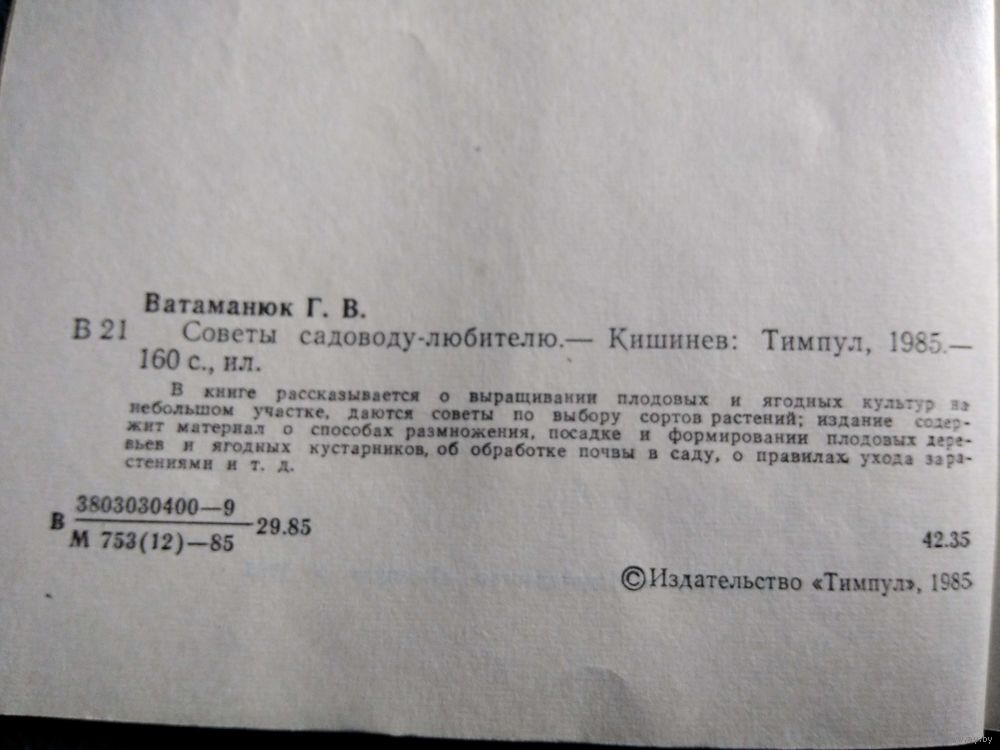 Ватаманюк Г. В.
В 21 Советы садоводу-любителю.— Кишинев: Тимпул, 1985.—
160 с., ил.
В книге рассказывается о выращивании плодовых и ягодных культур на
небольшом участке, даются советы по выбору сортов растений; издание содер-
жит материал о способах размножения, посадке и формировании плодовых дере-
вьев и ягодных кустарников, об обработке почвы в саду, о правилах ухода за ра-
стениями и т. д.
3803030400—9
В 29.85
М 753(12)—85
42.35
© Издательство «Тимпул», 1985